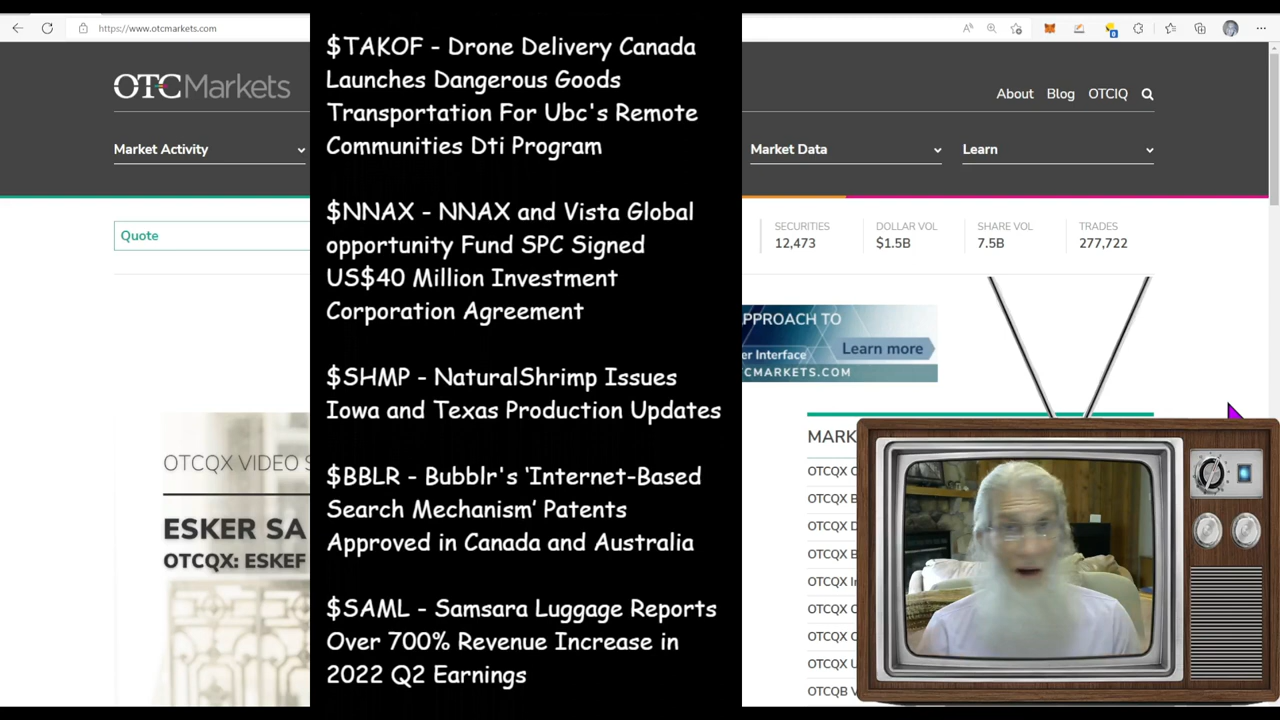 https://www.otcmarkets.com
OTCMarkets
About Blog OTCIQ
Market Activity
Market Data
Learn
Quote
SECURITIES
12,473
DOLLAR VOL
$1.5B
SHARE VOL
7.5B
TRADES
277,722
$TAKOF - Drone Delivery Canada
Launches Dangerous Goods
Transportation For Ubc's Remote
Communities Dti Program
$NNAX - NNAX and Vista Global
opportunity Fund SPC Signed
US$40 Million Investment
Corporation Agreement
$SHMP - NaturalShrimp Issues
Iowa and Texas Production Updates
$BBLR - Bubblr's ‘Internet-Based
Search Mechanism’ Patents
Approved in Canada and Australia
$SAML - Samsara Luggage Reports
Over 700% Revenue Increase in
2022 Q2 Earnings
PPROACH TO
er Interface
Learn more
TCMARKETS.COM
OTCQX VIDEO S
ESKER SA
OTCQX: ESKEF
MARK
OTCQX
OTCQX B
OTCQX D
OTCQX B
OTCQX I
OTCQX
OTCQX
OTCQX U
OTCQB V